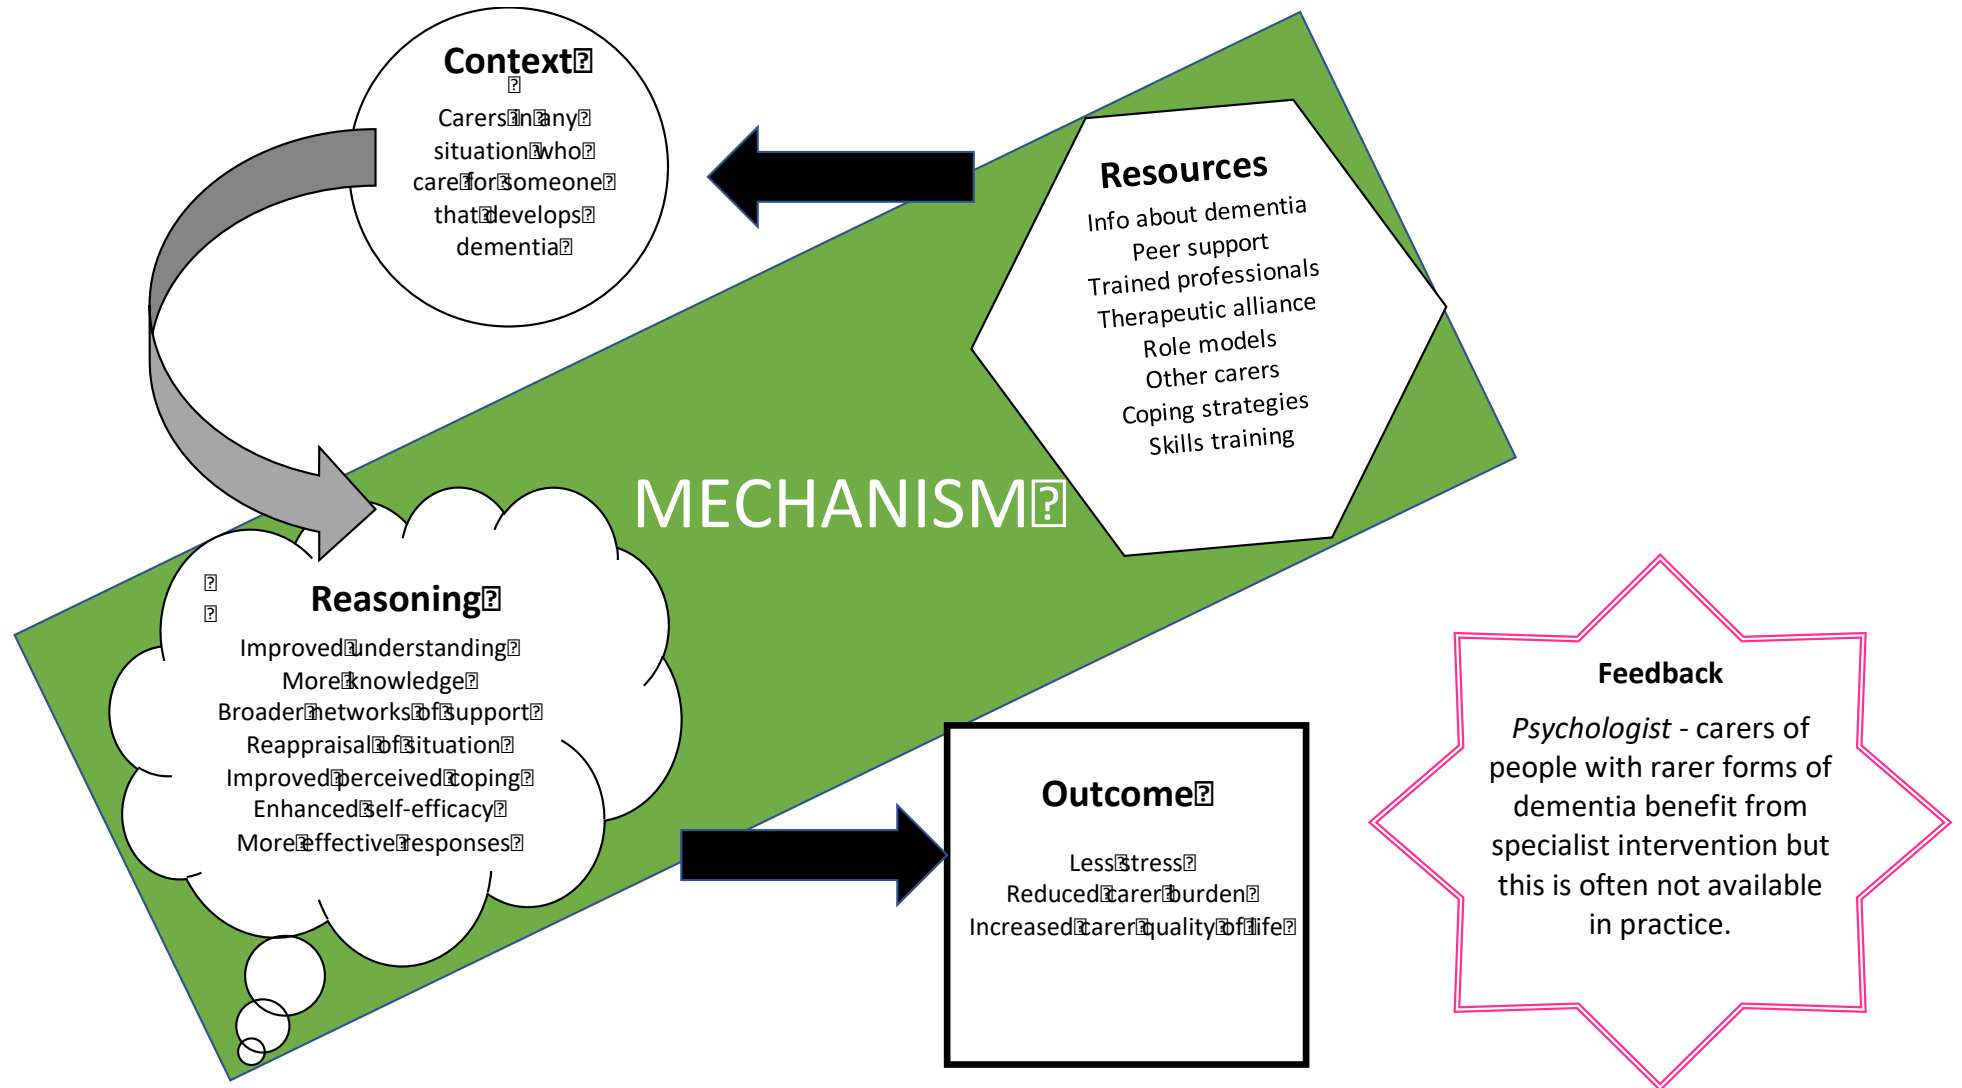 Context
Carers in any
situation who
care for someone
that develops
dementia
Resources
Info about dementia
Peer support
Trained professionals
Therapeutic alliance
Role models
Other carers
Coping strategies
Skills training
MECHANISM
Reasoning
Improved understanding
More knowledge
Broader networks of support
Reappraisal of situation
Improved perceived coping
Enhanced self-efficacy
More effective responses
Outcome
Less stress
Reduced carer burden
Increased carer quality of life
Feedback
Psychologist - carers of
people with rarer forms of
dementia benefit from
specialist intervention but
this is often not available
in practice.